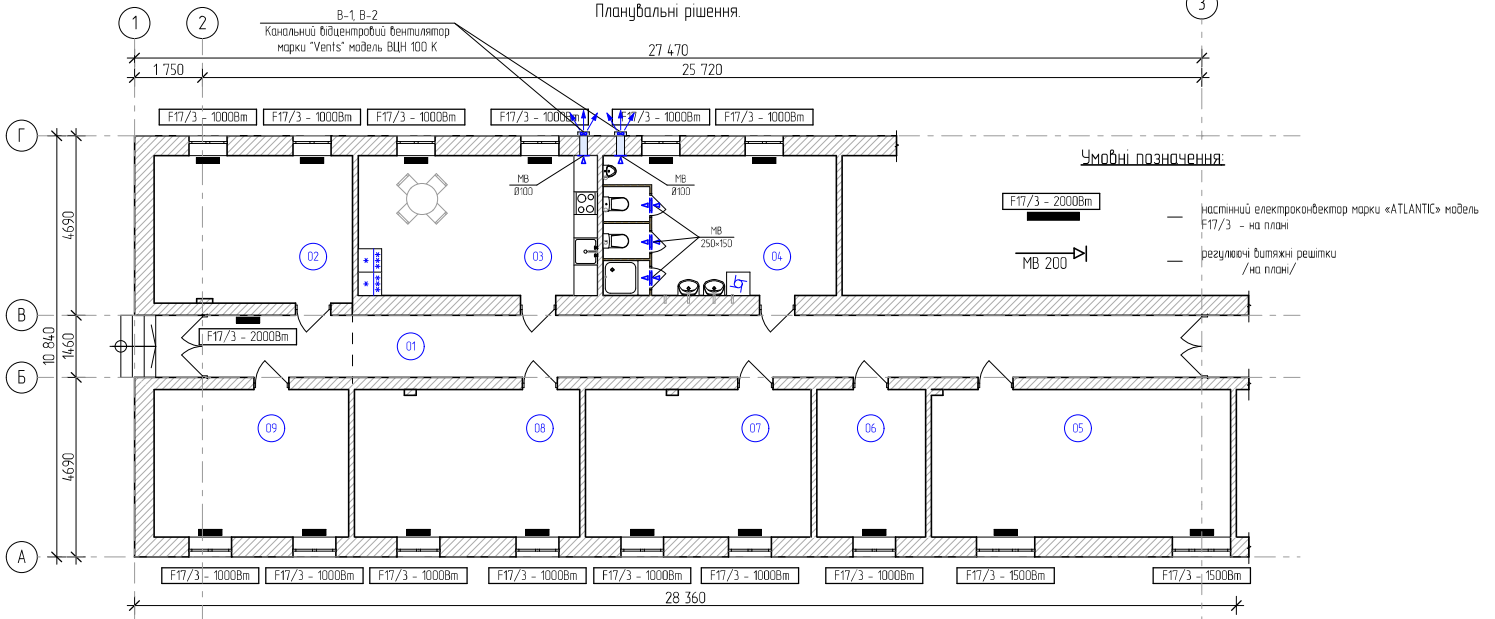 Планувальні рішення.
1
2
3
В-1, В-2
Канальний відцентровий вентилятор
марки "Vents" модель ВЦН 100 К
27 470
1 750
25 720
F17/3 - 1000Вт
F17/3 - 1000Вт
F17/3 - 1000Вт
F17/3 - 1000Вт
F17/3 - 1000Вт
F17/3 - 1000Вт
Г
Умовні позначення:
МВ
Ø100
МВ
Ø100
F17/3 - 2000Вт
настінний електроконвектор марки «ATLANTIC» модель
F17/3 - на плані
МВ 200
регулюючі витяжні решітки
/на плані/
4690
МВ
250×150
02
03
04
В
F17/3 - 2000Вт
01
10 840
1460
Б
09
08
07
06
05
4690
А
F17/3 - 1000Вт
F17/3 - 1000Вт
F17/3 - 1000Вт
F17/3 - 1000Вт
F17/3 - 1000Вт
F17/3 - 1000Вт
F17/3 - 1000Вт
F17/3 - 1500Вт
F17/3 - 1500Вт
28 360